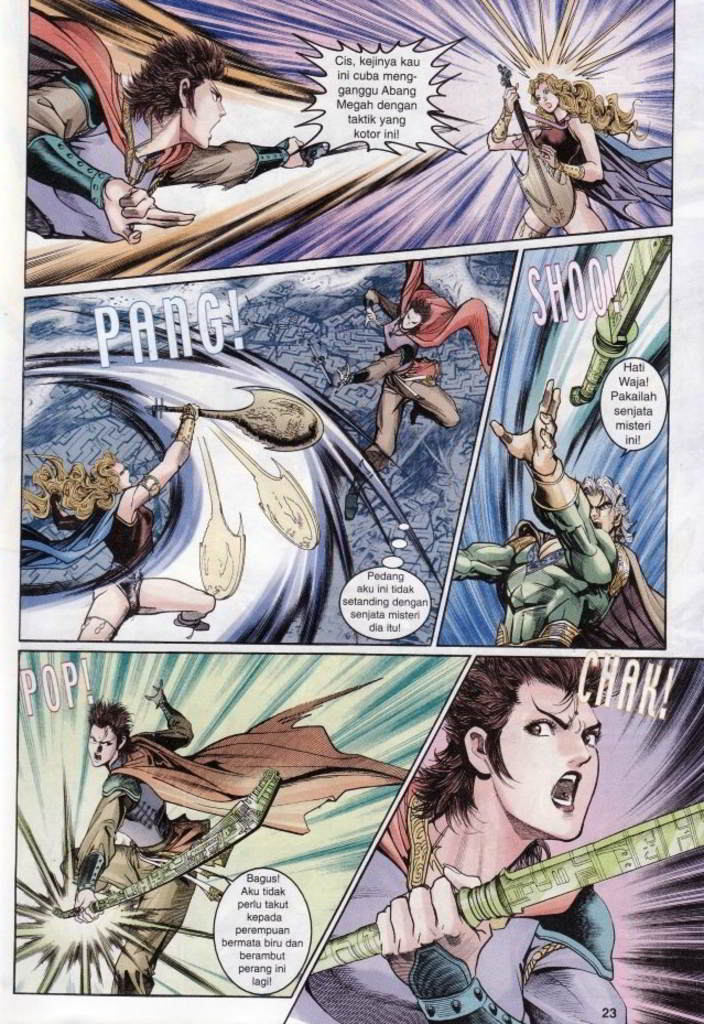 Cis, kejinya kau
ini cuba meng-
ganggu Abang
Megah dengan
taktik yang
kotor ini!
PANG!
Pedang
aku ini tidak
setanding dengan
senjata misteri
dia itu!
SHOO!
Hati
Waja!
Pakailah
senjata
misteri
ini!
POP!
Bagus!
Aku tidak
perlu takut
kepada
perempuan
bermata biru dan
berambut
perang ini
lagi!
CHAK!
23